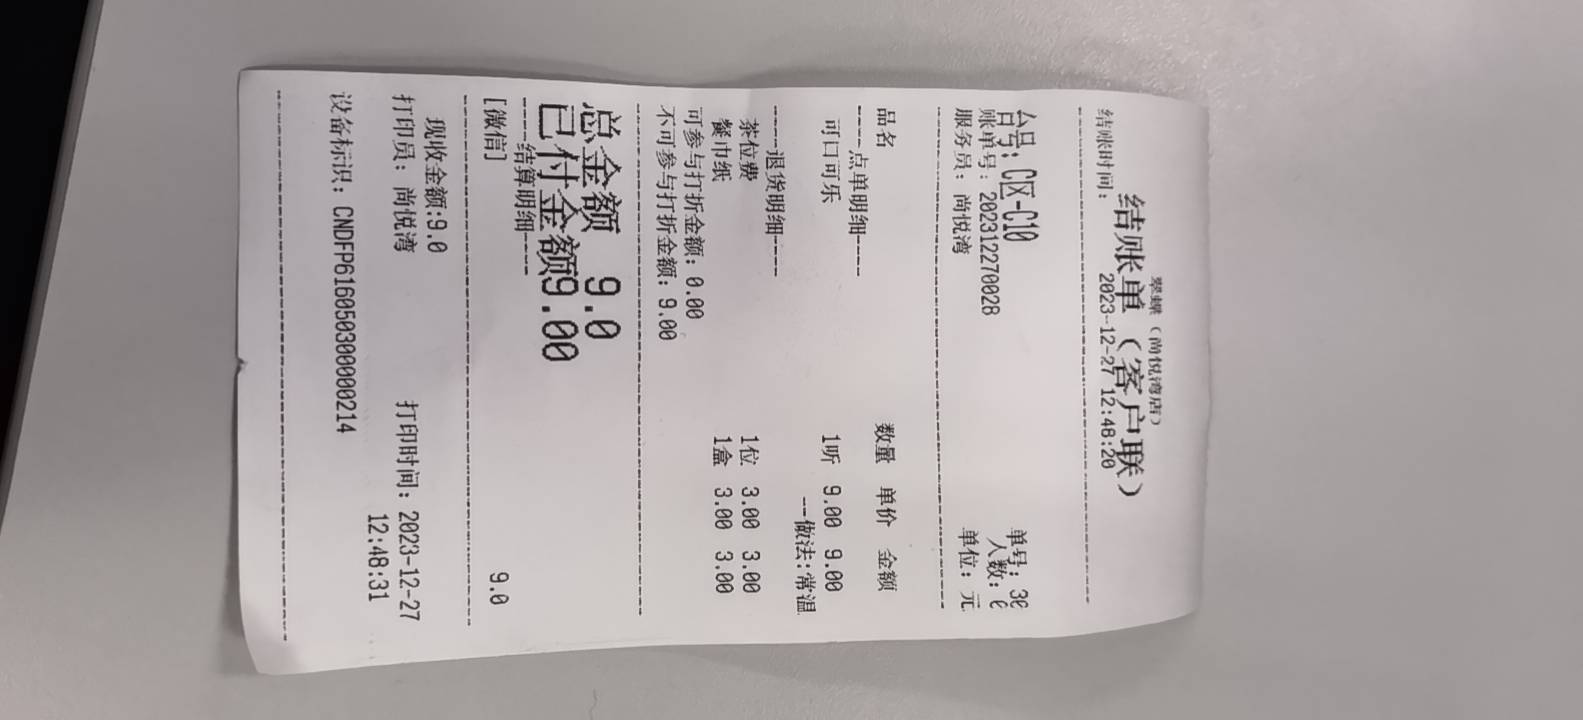 翠蝶（尚悦湾店）
结账单（客户联）
结账时间： 2023-12-27 12:48:20
台号：C区-C10 单号：30
账单号：202312270028 人数：0
服务员：尚悦湾 单位：元
品名 数量 单价 金额
----点单明细----
可口可乐 1听 9.00 9.00
--做法:常温
----退货明细----
茶位费 1位 3.00 3.00
餐巾纸 1盒 3.00 3.00
可参与打折金额：0.00
不可参与打折金额：9.00
总金额 9.0
已付金额9.00
----结算明细----
[微信] 9.0
现收金额:9.0
打印员：尚悦湾 打印时间：2023-12-27
12:48:31
设备标识：CNDFP616050300000214